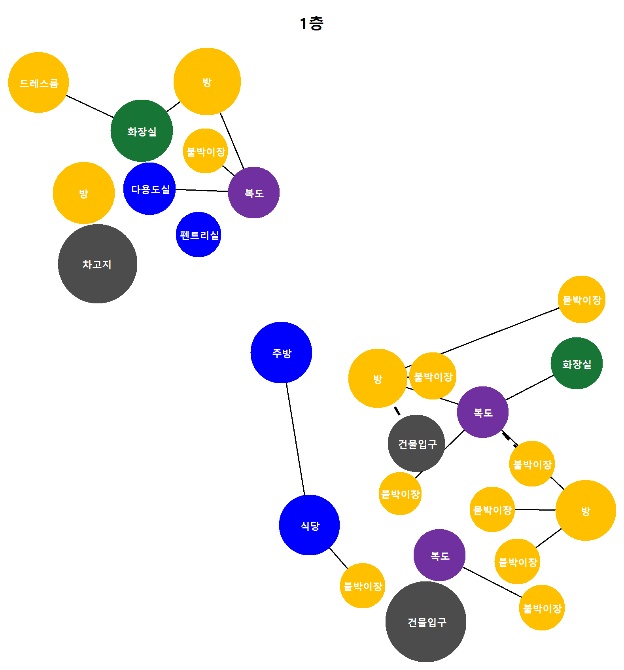 1층
드레스룸
방
화장실
붙박이장
방
다용도실
복도
펜트리실
차고지
붙박이장
주방
화장실
방
붙박이장
복도
건물입구
붙박이장
붙박이장
붙박이장
방
식당
복도
붙박이장
붙박이장
붙박이장
건물입구